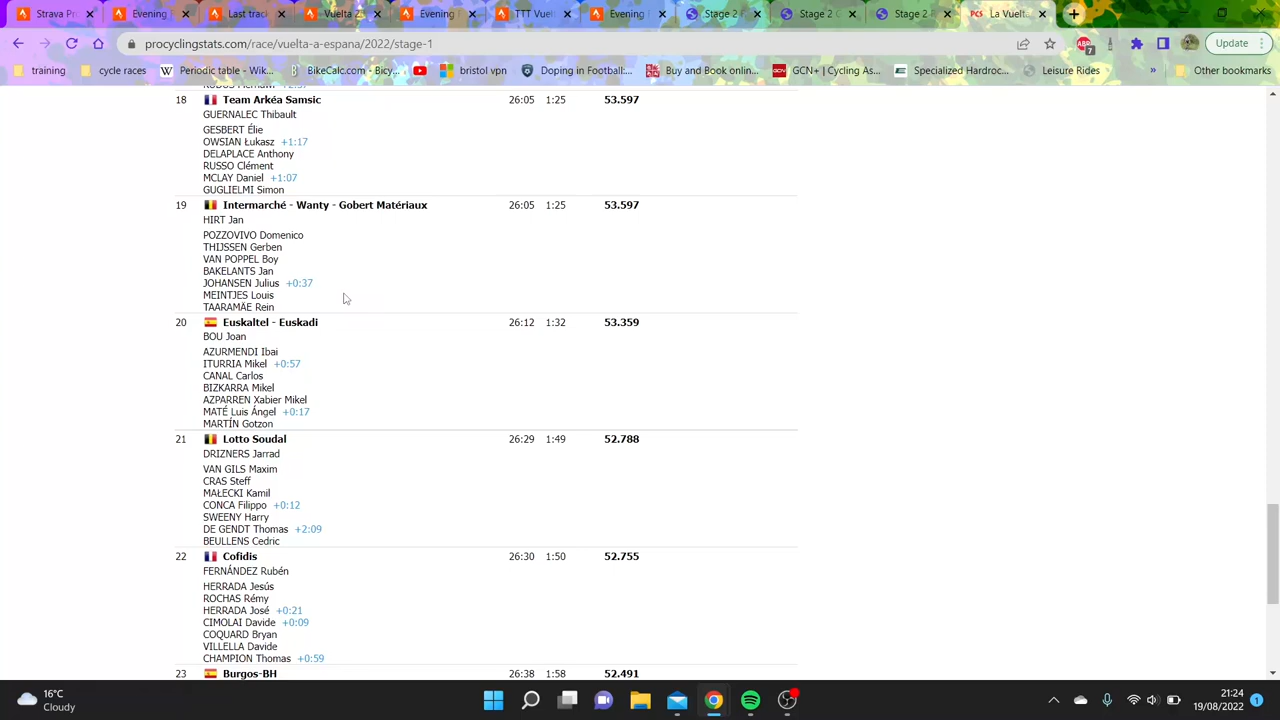 Strava Pro
Evening
Last track
Vuelta Z
Evening
TTT Vuelt
Evening
Stage 2
Stage 2
Stage 2
PCS La Vuelta
procyclingstats.com/race/vuelta-a-espana/2022/stage-1
7
Update
training
cycle races
Periodic table - Wik...
BikeCalc.com - Bicy...
bristol vpn
Doping in Football:...
Buy and Book onlin...
GCN+ | Cycling As...
Specialized Hardroc...
Leisure Rides
»
Other bookmarks
18 Team Arkéa Samsic 26:05 1:25 53.597
GUERNALEC Thibault
GESBERT Élie
OWSIAN Łukasz +1:17
DELAPLACE Anthony
RUSSO Clément
MCLAY Daniel +1:07
GUGLIELMI Simon
19 Intermarché - Wanty - Gobert Matériaux 26:05 1:25 53.597
HIRT Jan
POZZOVIVO Domenico
THIJSSEN Gerben
VAN POPPEL Boy
BAKELANTS Jan
JOHANSEN Julius +0:37
MEINTJES Louis
TAARAMÄE Rein
20 Euskaltel - Euskadi 26:12 1:32 53.359
BOU Joan
AZURMENDI Ibai
ITURRIA Mikel +0:57
CANAL Carlos
BIZKARRA Mikel
AZPARREN Xabier Mikel
MATÉ Luis Ángel +0:17
MARTÍN Gotzon
21 Lotto Soudal 26:29 1:49 52.788
DRIZNERS Jarrad
VAN GILS Maxim
CRAS Steff
MAŁECKI Kamil
CONCA Filippo +0:12
SWEENY Harry
DE GENDT Thomas +2:09
BEULLENS Cedric
22 Cofidis 26:30 1:50 52.755
FERNÁNDEZ Rubén
HERRADA Jesús
ROCHAS Rémy
HERRADA José +0:21
CIMOLAI Davide +0:09
COQUARD Bryan
VILLELLA Davide
CHAMPION Thomas +0:59
23 Burgos-BH 26:38 1:58 52.491
16°C
Cloudy
21:24
19/08/2022
1